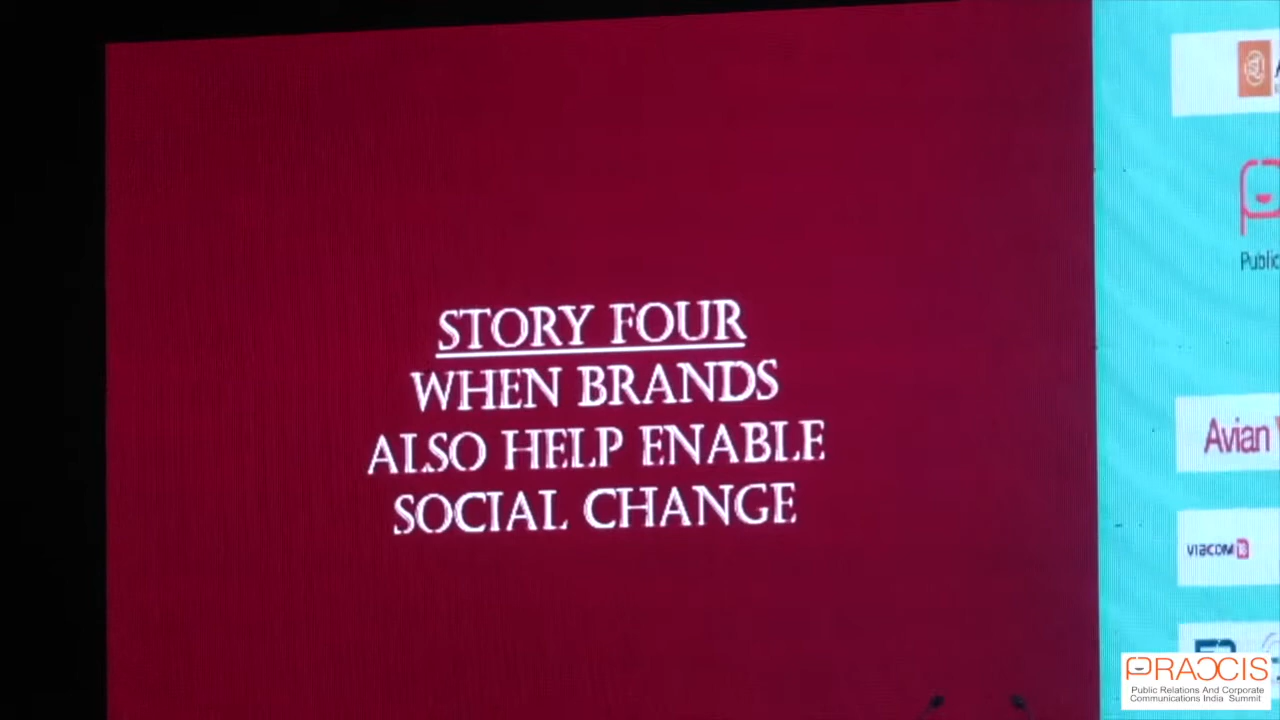 STORY FOUR
WHEN BRANDS
ALSO HELP ENABLE
SOCIAL CHANGE
Public
Avian
VIACOM18
PRAXIS
Public Relations And Corporate
Communications India Summit